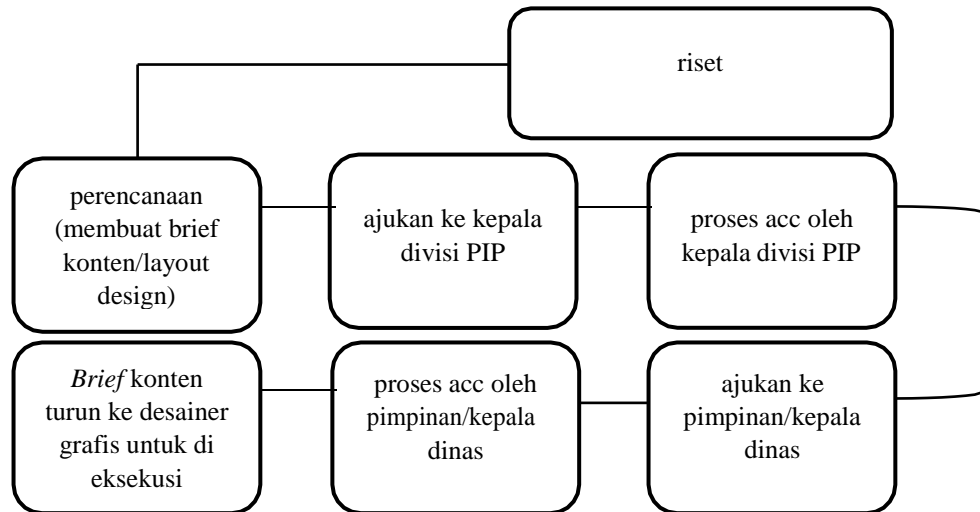 riset
perencanaan
(membuat brief
konten/layout
design)
ajukan ke kepala
divisi PIP
proses acc oleh
kepala divisi PIP
Brief konten
turun ke desainer
grafis untuk di
eksekusi
proses acc oleh
pimpinan/kepala
dinas
ajukan ke
pimpinan/kepala
dinas